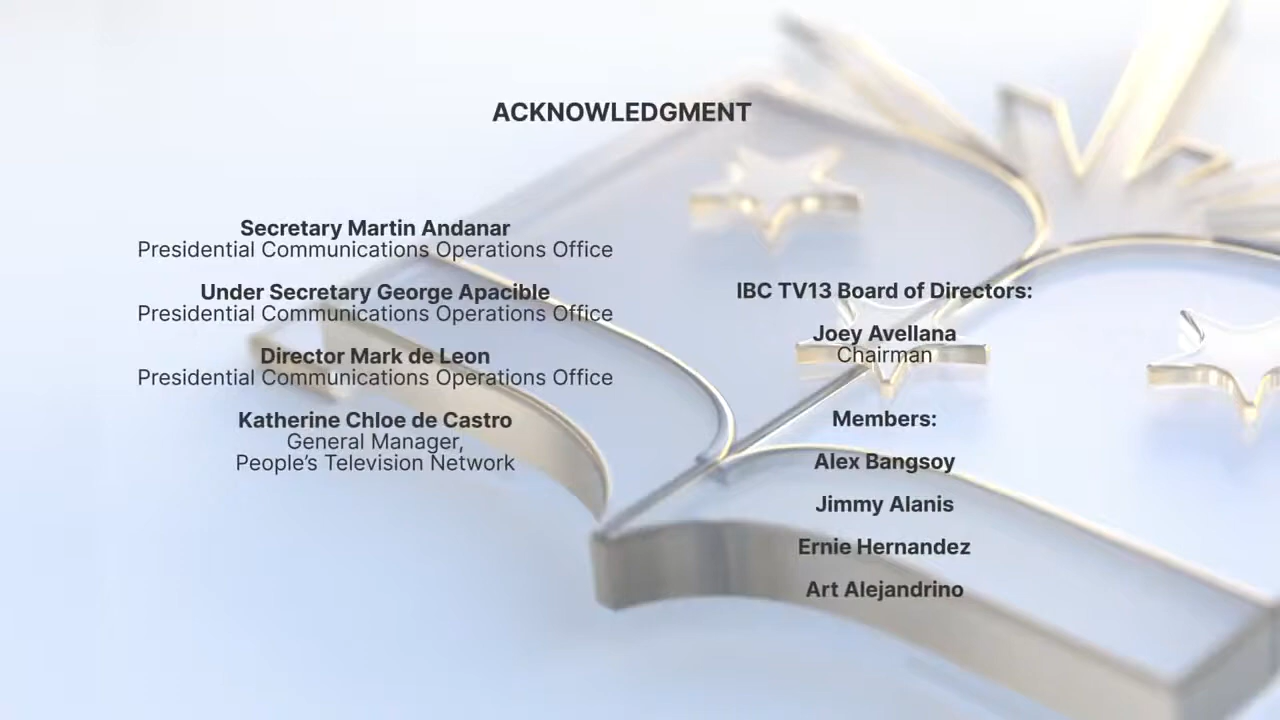 ACKNOWLEDGMENT
Secretary Martin Andanar
Presidential Communications Operations Office
Under Secretary George Apacible
Presidential Communications Operations Office
Director Mark de Leon
Presidential Communications Operations Office
Katherine Chloe de Castro
General Manager,
People’s Television Network
IBC TV13 Board of Directors:
Joey Avellana
Chairman
Members:
Alex Bangsoy
Jimmy Alanis
Ernie Hernandez
Art Alejandrino